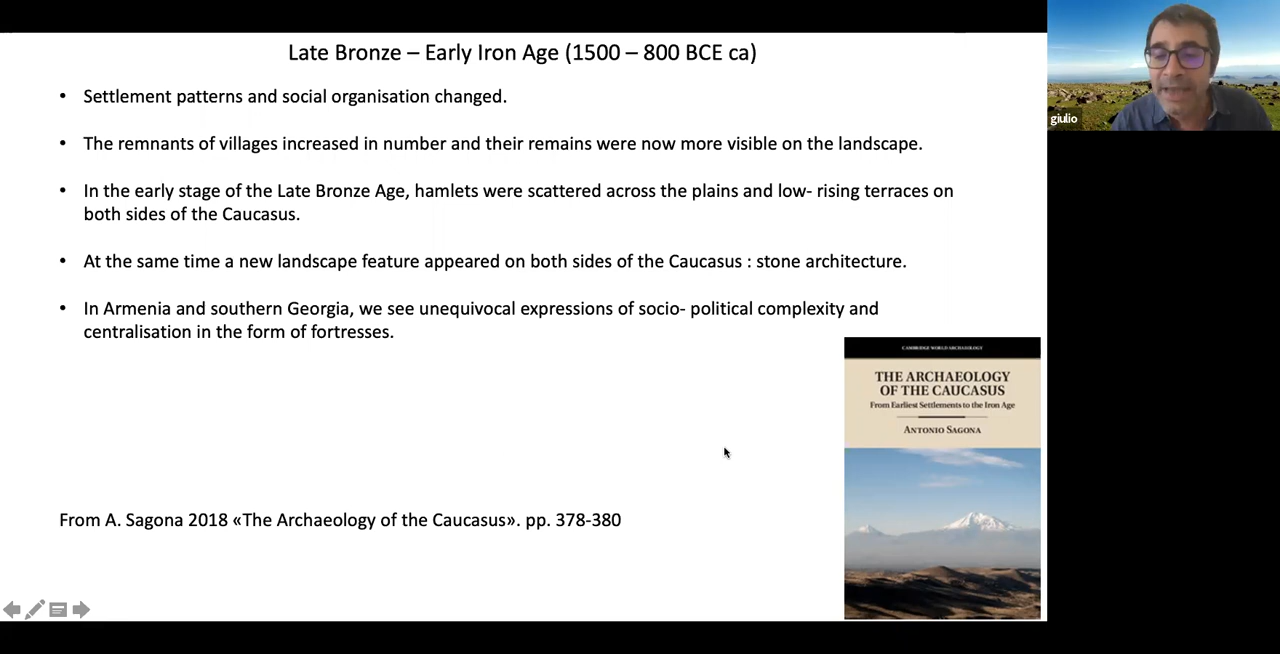 Late Bronze – Early Iron Age (1500 – 800 BCE ca)
• Settlement patterns and social organisation changed.
• The remnants of villages increased in number and their remains were now more visible on the landscape.
• In the early stage of the Late Bronze Age, hamlets were scattered across the plains and low- rising terraces on
both sides of the Caucasus.
• At the same time a new landscape feature appeared on both sides of the Caucasus : stone architecture.
• In Armenia and southern Georgia, we see unequivocal expressions of socio- political complexity and
centralisation in the form of fortresses.
From A. Sagona 2018 «The Archaeology of the Caucasus». pp. 378-380
CAMBRIDGE WORLD ARCHAEOLOGY
THE ARCHAEOLOGY
OF THE CAUCASUS
From Earliest Settlements to the Iron Age
ANTONIO SAGONA
giulio